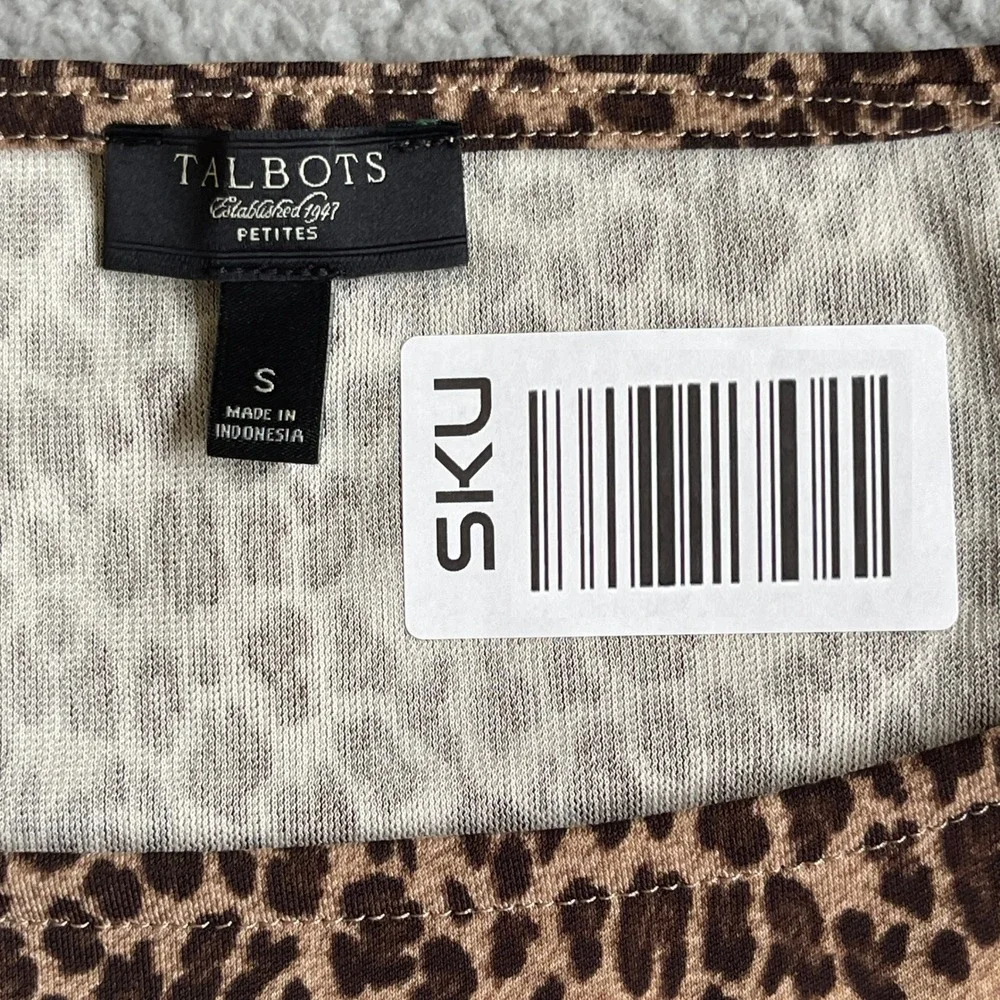 TALBOTS
Established 1947
PETITES
S
MADE IN
INDONESIA
SKU